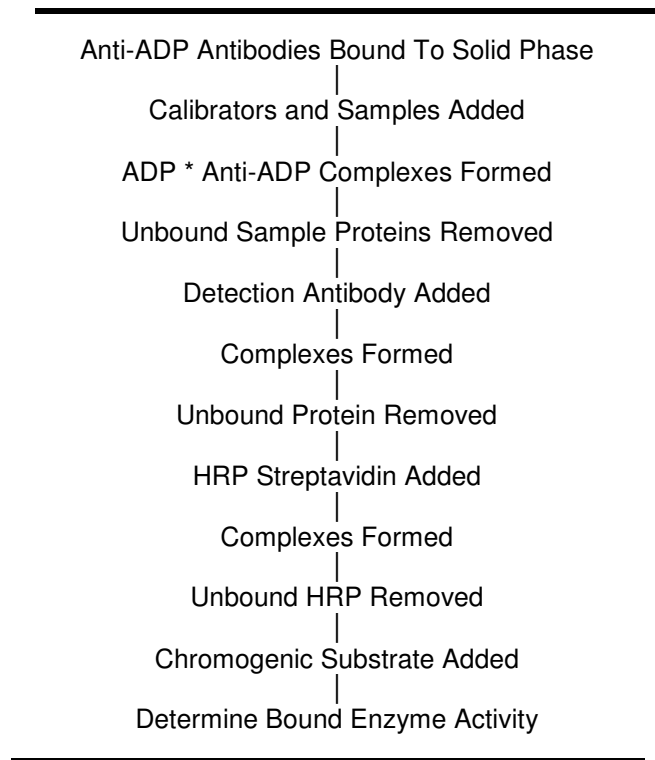 Anti-ADP Antibodies Bound To Solid Phase
Calibrators and Samples Added
ADP * Anti-ADP Complexes Formed
Unbound Sample Proteins Removed
Detection Antibody Added
Complexes Formed
Unbound Protein Removed
HRP Streptavidin Added
Complexes Formed
Unbound HRP Removed
Chromogenic Substrate Added
Determine Bound Enzyme Activity